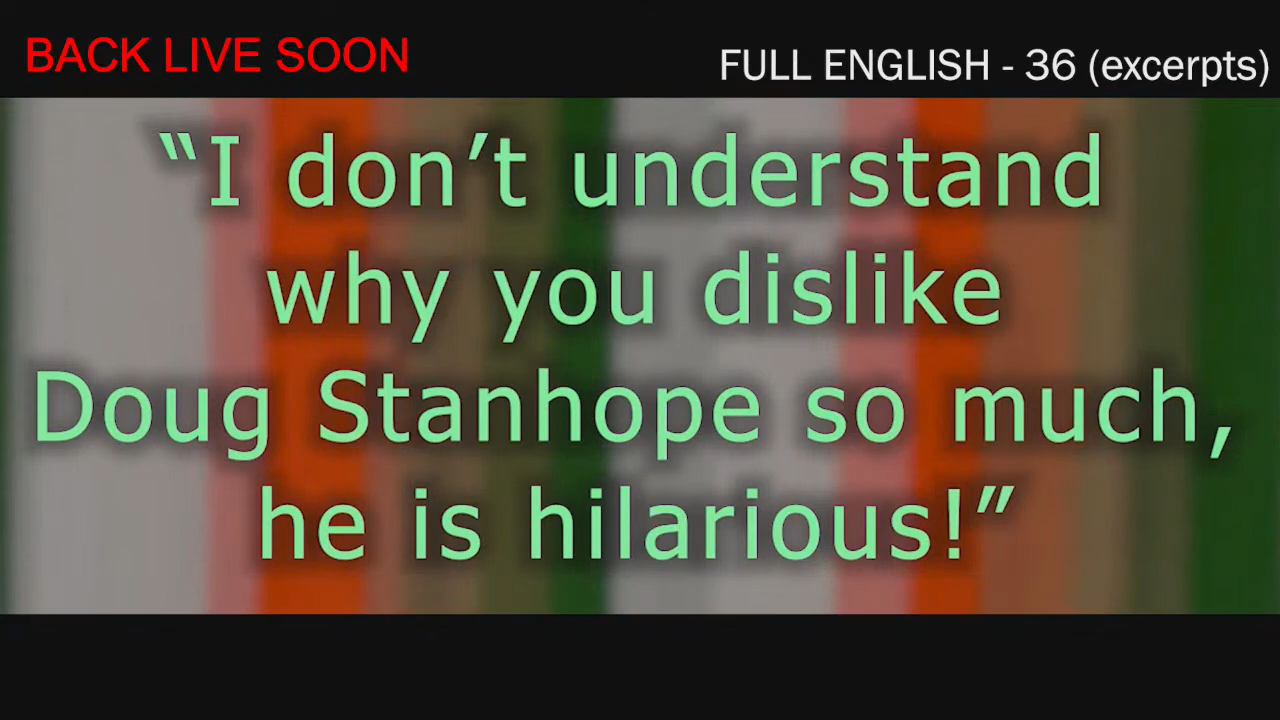 BACK LIVE SOON
FULL ENGLISH - 36 (excerpts)
“I don’t understand
why you dislike
Doug Stanhope so much,
he is hilarious!”